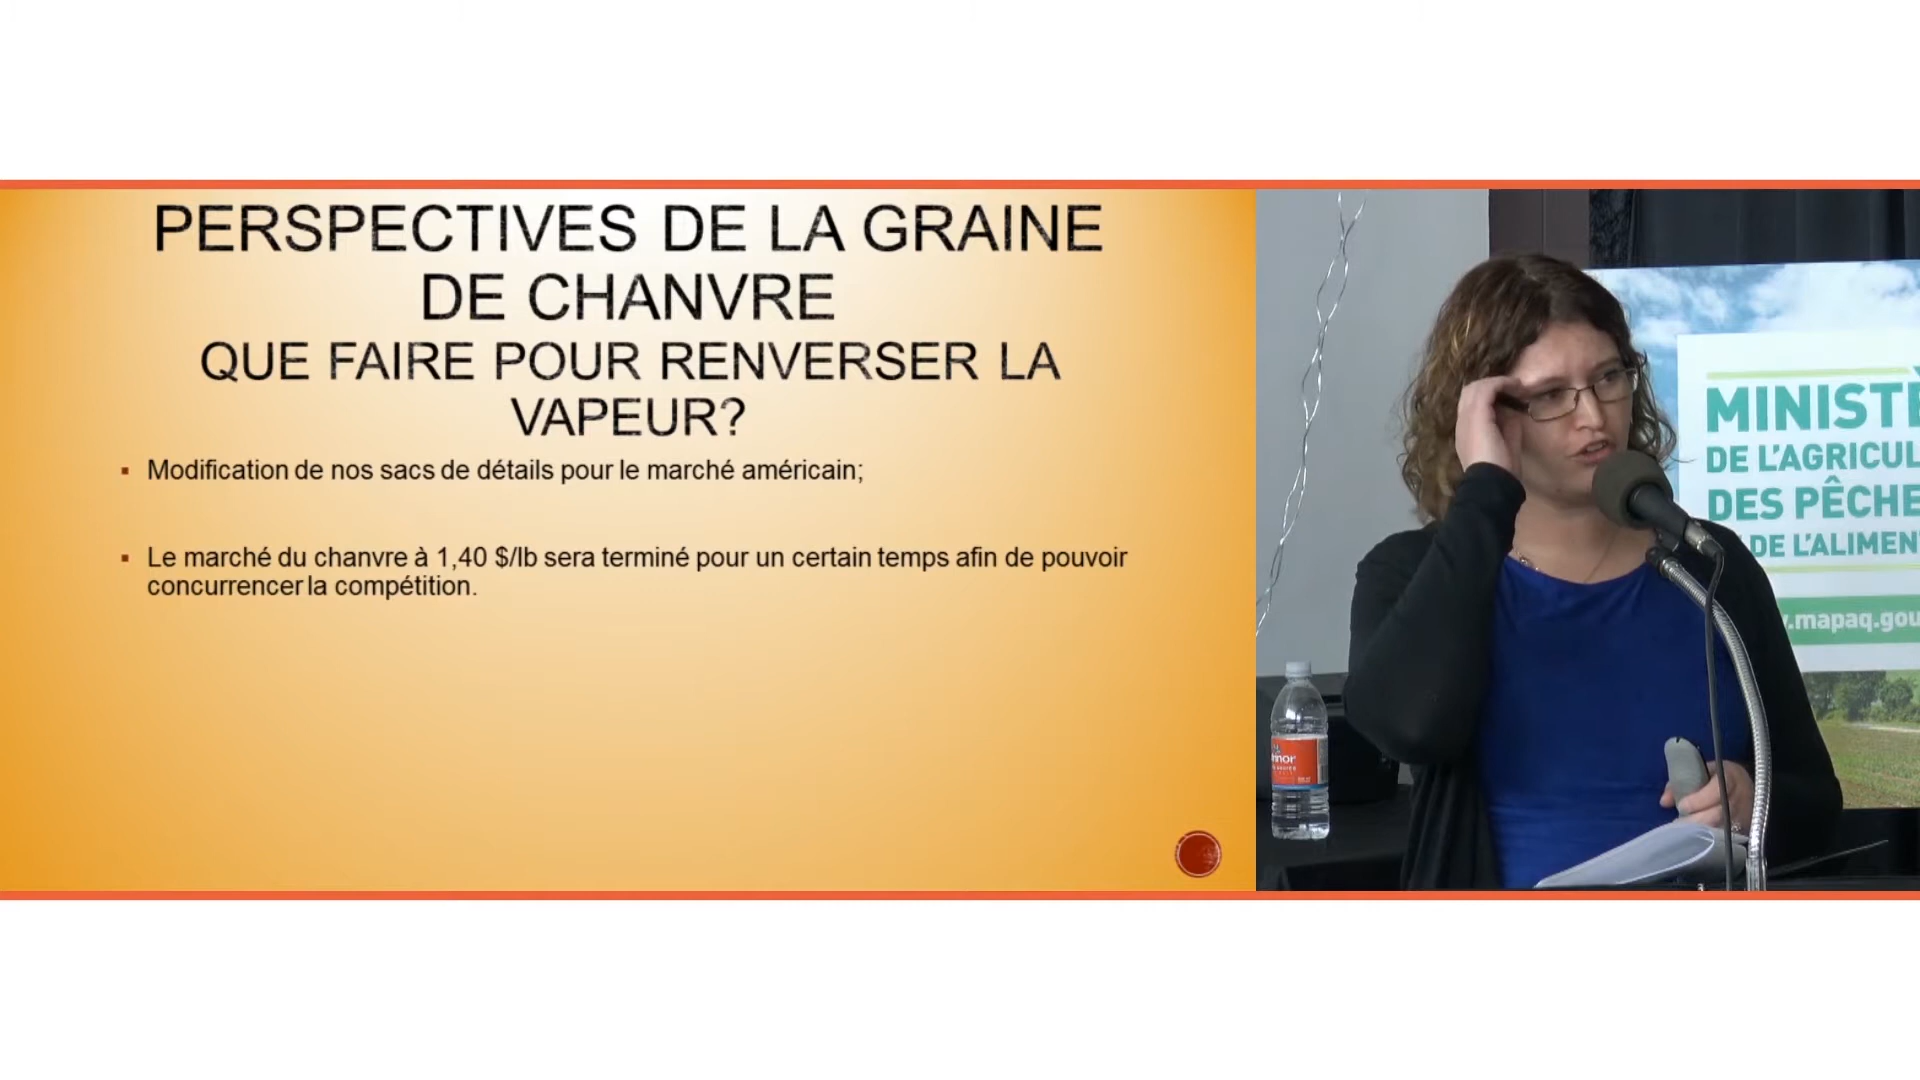 PERSPECTIVES DE LA GRAINE
DE CHANVRE
QUE FAIRE POUR RENVERSER LA
VAPEUR?
Modification de nos sacs de détails pour le marché américain;
Le marché du chanvre à 1,40 $/lb sera terminé pour un certain temps afin de pouvoir
concurrencer la compétition.
MINISTÈ
DE L'AGRICUL
DES PÊCHE
DE L'ALIMEN
.mapaq.gou